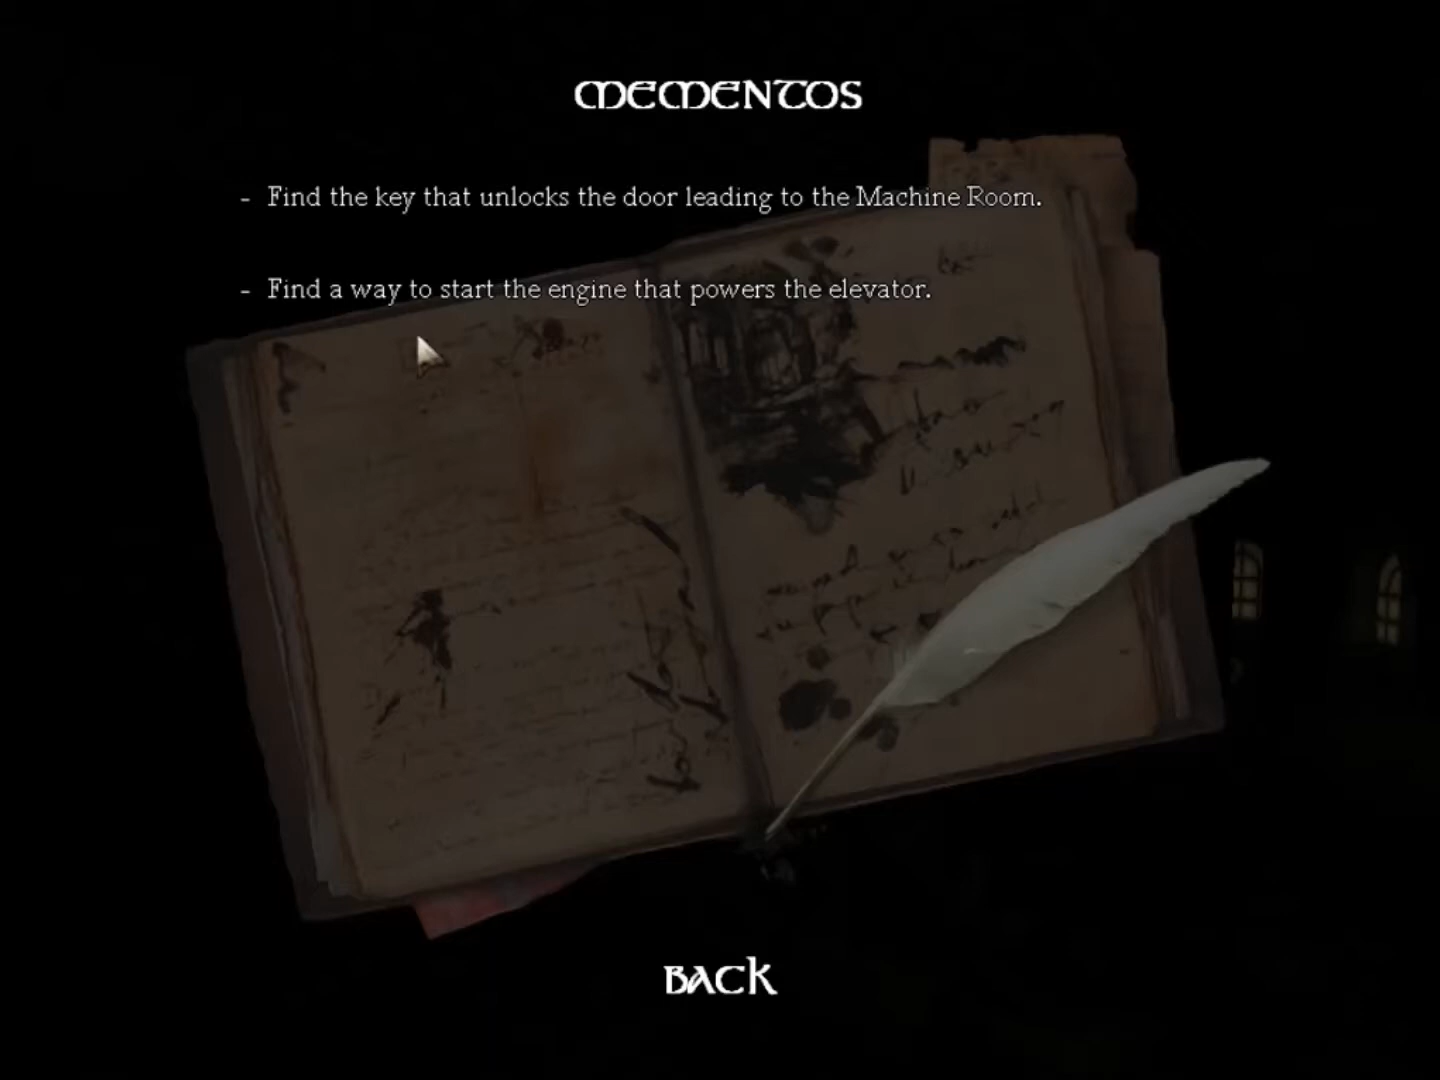 MEMENTOS
- Find the key that unlocks the door leading to the Machine Room.
- Find a way to start the engine that powers the elevator.
BACK